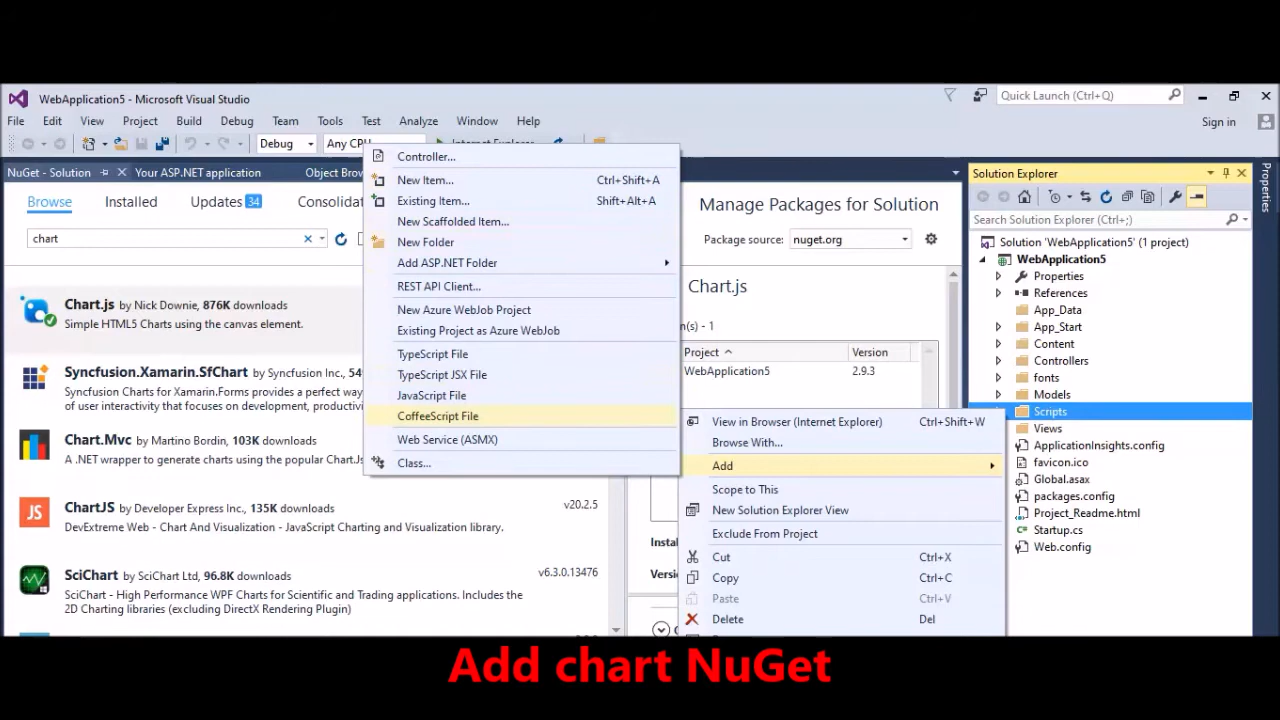 WebApplication5 - Microsoft Visual Studio
Quick Launch (Ctrl+Q)
File Edit View Project Build Debug Team Tools Test Analyze Window Help
Sign in
Debug Any CPU
NuGet - Solution Your ASP.NET application Object Brow
Browse Installed Updates 34 Consolida
Manage Packages for Solution
chart
Package source: nuget.org
Chart.js by Nick Downie, 876K downloads
Simple HTML5 Charts using the canvas element.
Syncfusion.Xamarin.SfChart by Syncfusion Inc.,
Syncfusion Charts for Xamarin.Forms provides a perfect way
of user interactivity that focuses on development, productivi
Chart.Mvc by Martino Bordin, 103K downloads
A .NET wrapper to generate charts using the popular Chart.Js
ChartJS by Developer Express Inc., 135K downloads
v20.2.5
DevExtreme Web - Chart And Visualization - JavaScript Charting and Visualization library.
SciChart by SciChart Ltd, 96.8K downloads
v6.3.0.13476
SciChart - High Performance WPF Charts for Scientific and Trading applications. Includes the
2D Charting libraries (excluding DirectX Rendering Plugin)
Controller...
New Item... Ctrl+Shift+A
Existing Item... Shift+Alt+A
New Scaffolded Item...
New Folder
Add ASP.NET Folder
REST API Client...
New Azure WebJob Project
Existing Project as Azure WebJob
TypeScript File
TypeScript JSX File
JavaScript File
CoffeeScript File
Web Service (ASMX)
Class...
Chart.js
n(s) - 1
Project Version
WebApplication5 2.9.3
Instal
Versio
View in Browser (Internet Explorer) Ctrl+Shift+W
Browse With...
Add
Scope to This
New Solution Explorer View
Exclude From Project
Cut Ctrl+X
Copy Ctrl+C
Paste Ctrl+V
Delete Del
Solution Explorer
Search Solution Explorer (Ctrl+;)
Solution 'WebApplication5' (1 project)
WebApplication5
Properties
References
App_Data
App_Start
Content
Controllers
fonts
Models
Scripts
Views
ApplicationInsights.config
favicon.ico
Global.asax
packages.config
Project_Readme.html
Startup.cs
Web.config
Properties
Add chart NuGet